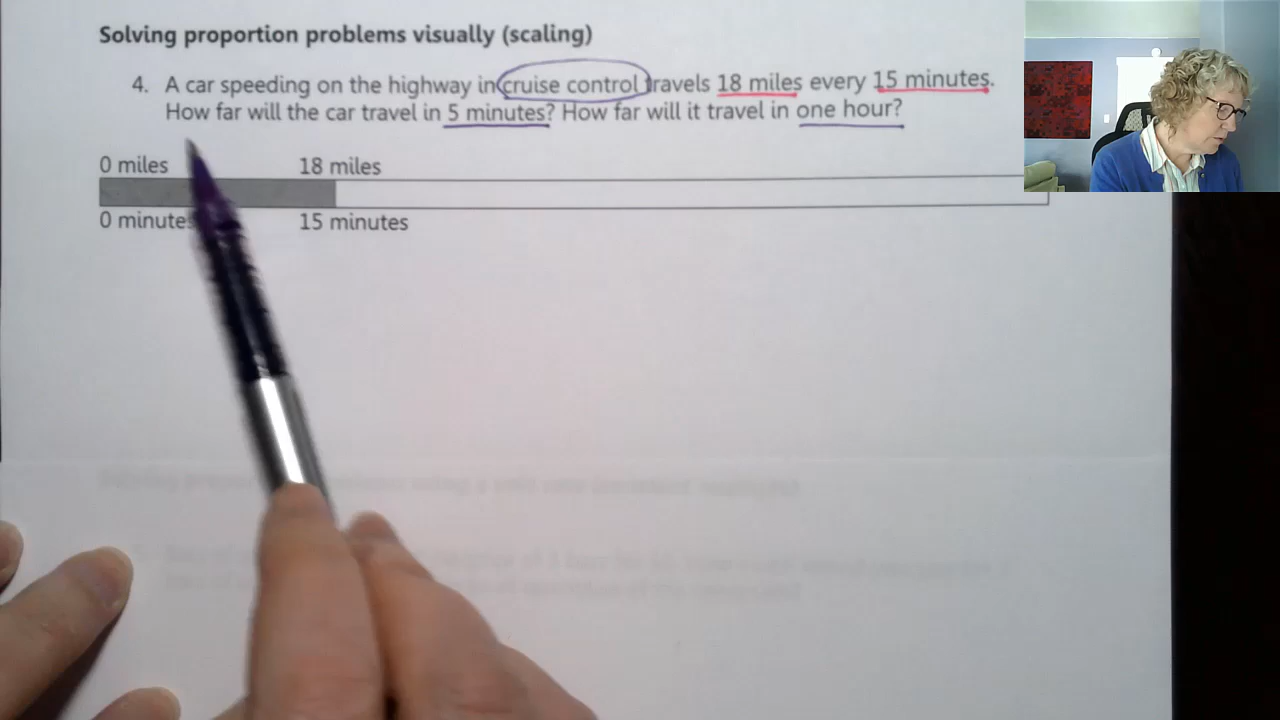 Solving proportion problems visually (scaling)
4. A car speeding on the highway in cruise control travels 18 miles every 15 minutes.
How far will the car travel in 5 minutes? How far will it travel in one hour?
0 miles 18 miles
0 minutes 15 minutes